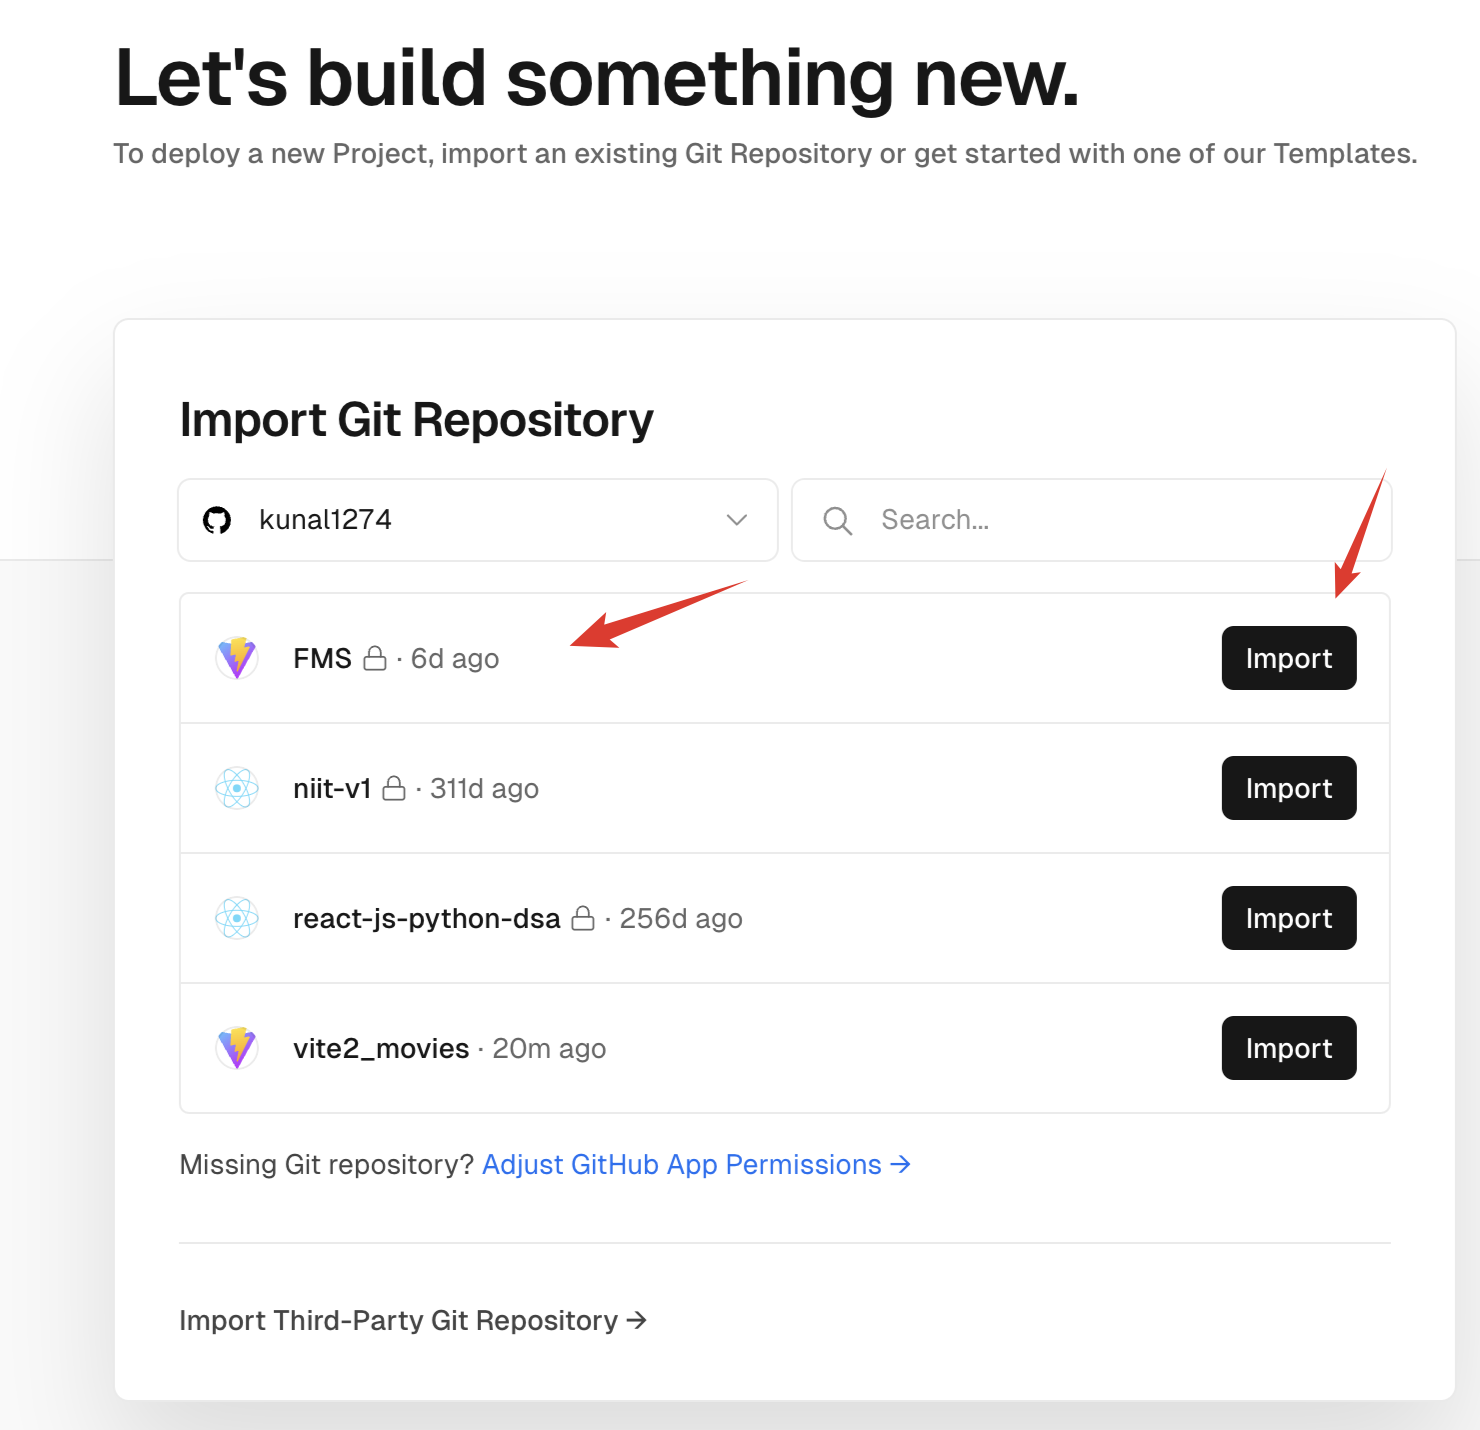 Let's build something new.
To deploy a new Project, import an existing Git Repository or get started with one of our Templates.
Import Git Repository
kunal1274
Search...
FMS · 6d ago
Import
niit-v1 · 311d ago
Import
react-js-python-dsa · 256d ago
Import
vite2_movies · 20m ago
Import
Missing Git repository? Adjust GitHub App Permissions →
Import Third-Party Git Repository →